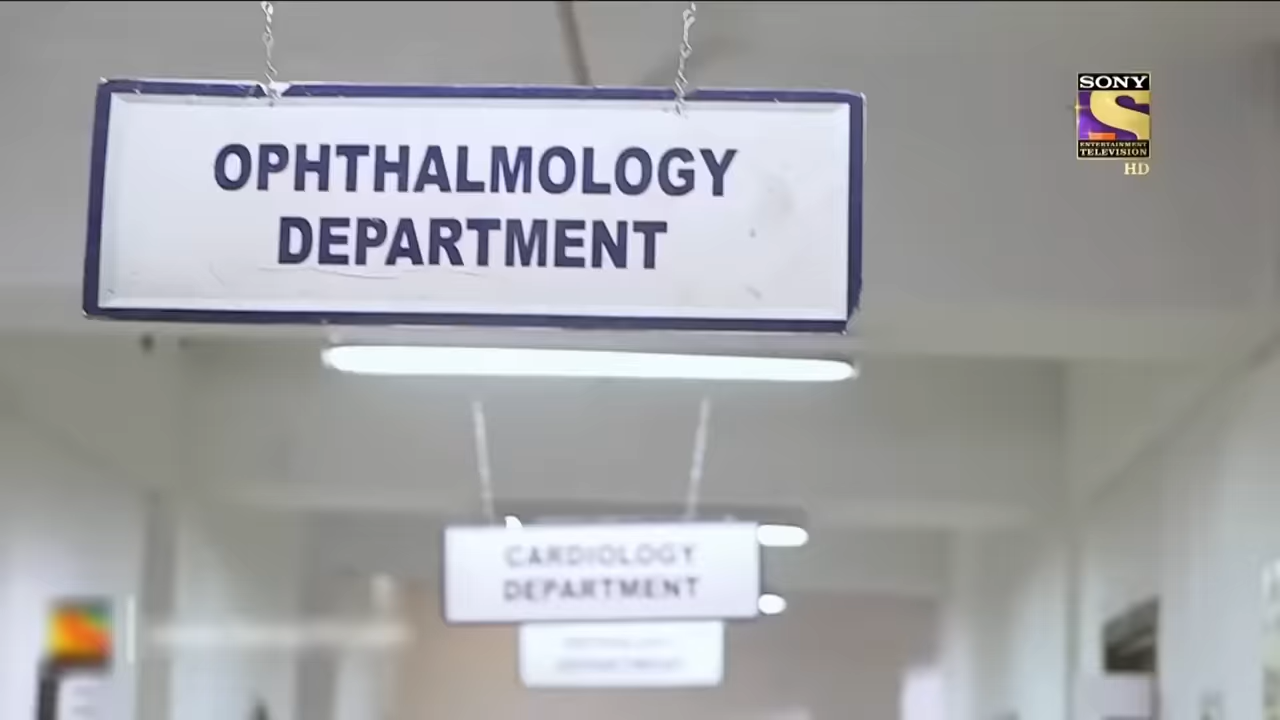 OPHTHALMOLOGY
DEPARTMENT
SONY
ENTERTAINMENT
TELEVISION
HD
CARDIOLOGY
DEPARTMENT